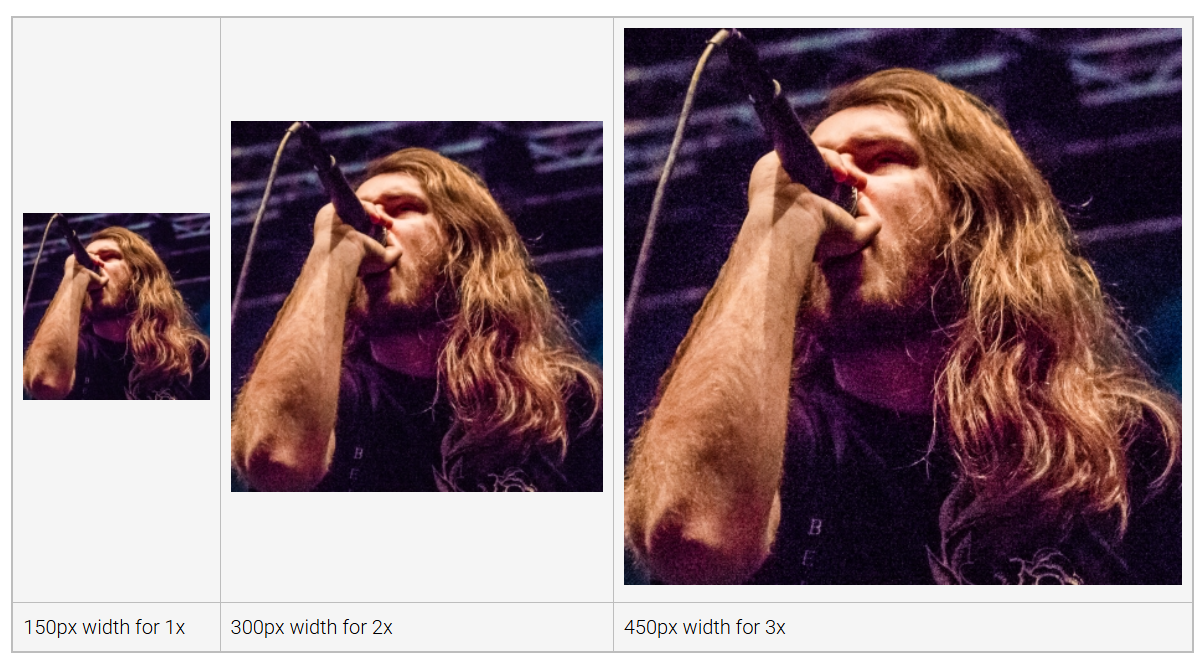 B
E
B
E
150px width for 1x
300px width for 2x
450px width for 3x